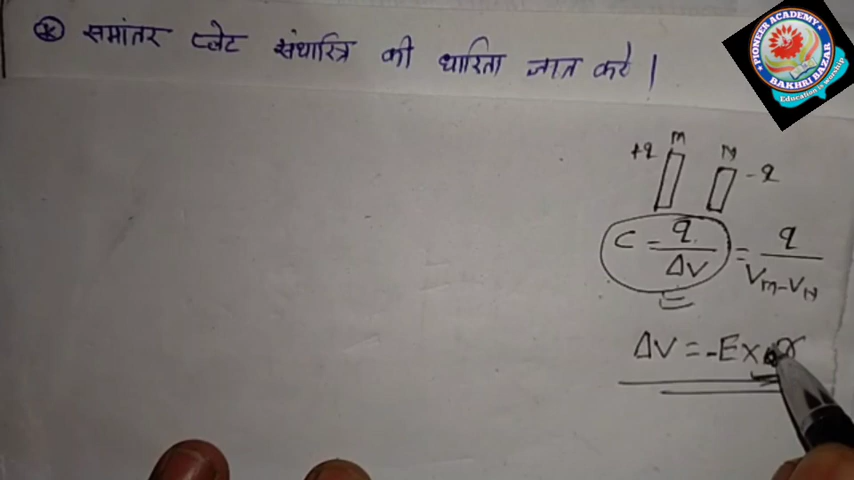 * समांतर प्लेट संधारित्र की धारिता ज्ञात करे |
PIONEER ACADEMY
BAKHRI BAZAR
Education is worship
M N
+q -q
C = q/ΔV = q/VM-VN
ΔV = -E×